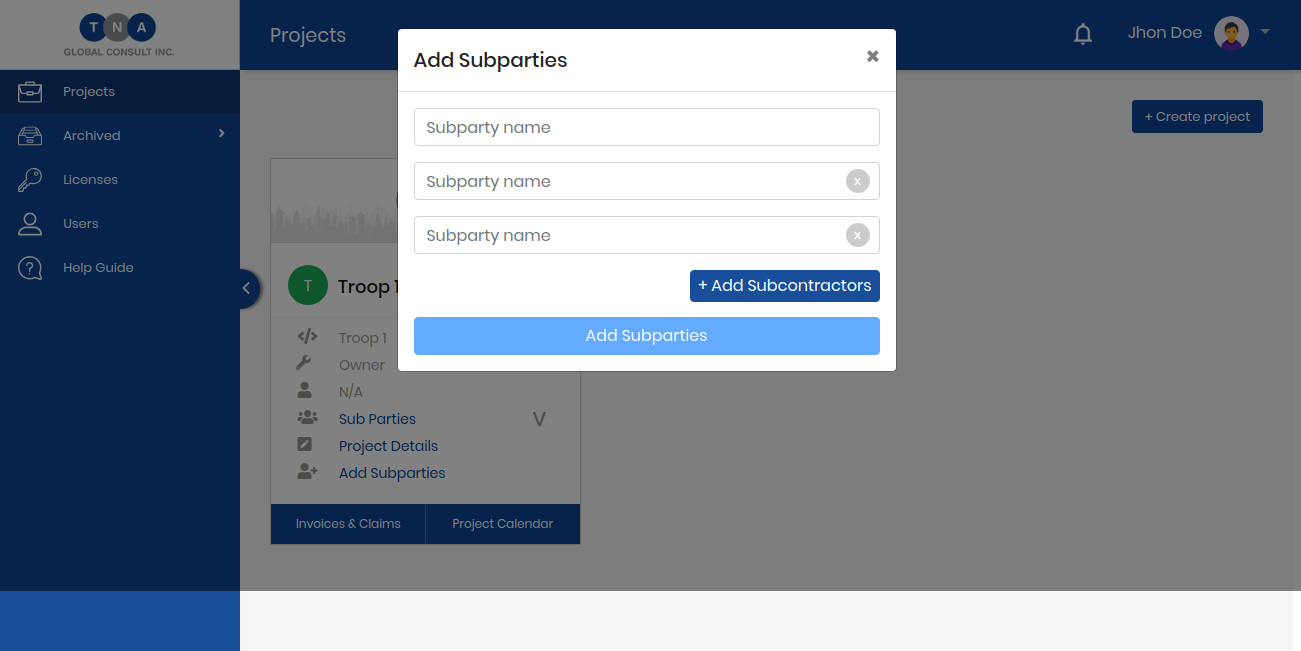 T N A
GLOBAL CONSULT INC.
Projects
Archived
Licenses
Users
Help Guide
Projects
Jhon Doe
+ Create project
Add Subparties
×
Subparty name
Subparty name
x
Subparty name
x
+ Add Subcontractors
Add Subparties
T
Troop 1
Troop 1
Owner
N/A
Sub Parties
V
Project Details
Add Subparties
Invoices & Claims
Project Calendar